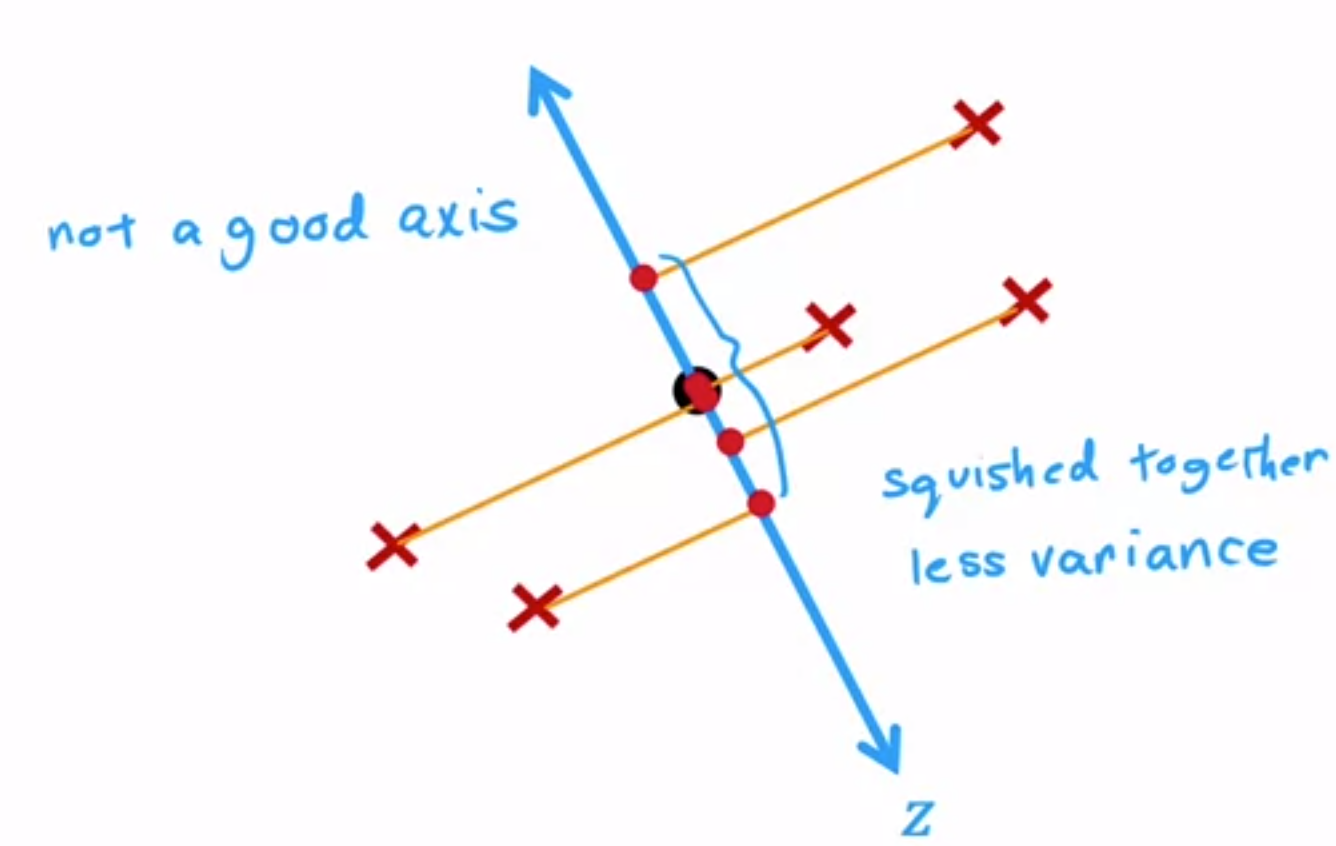 not a good axis
squished together
less variance
z